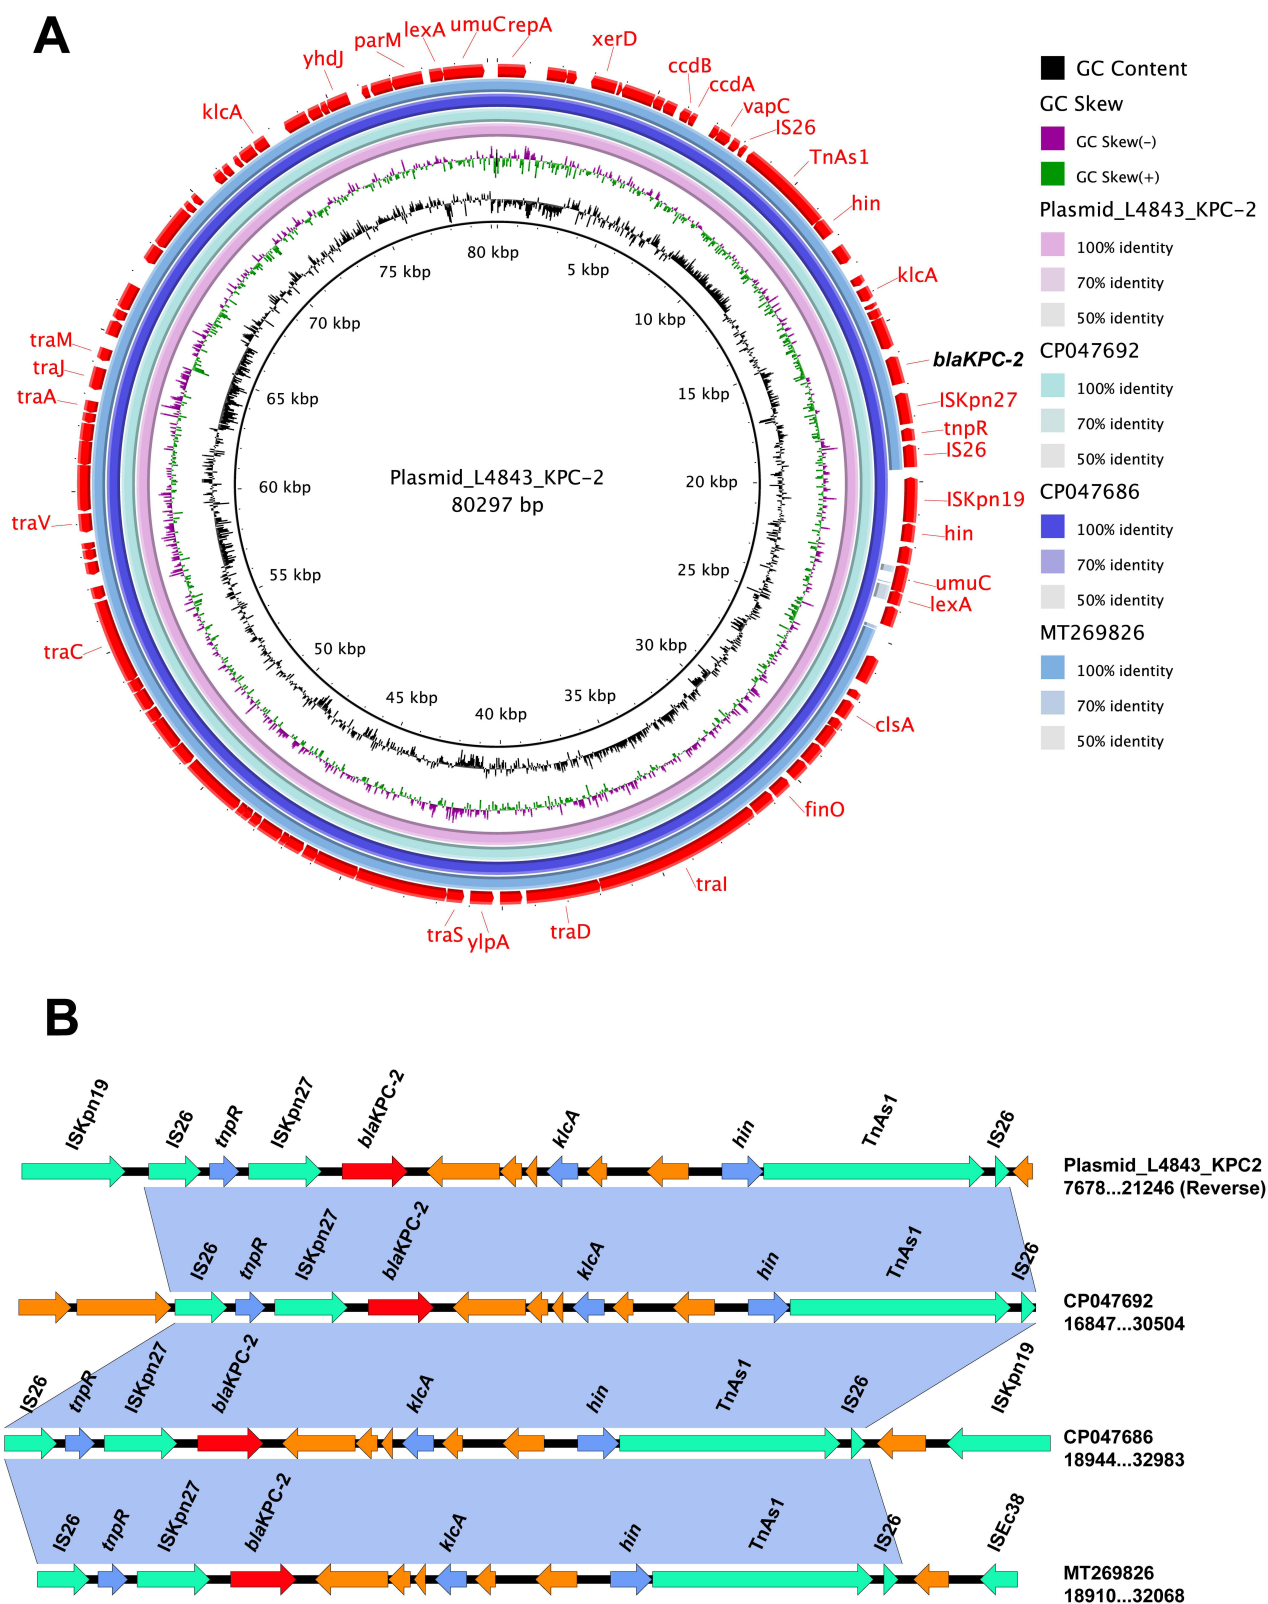 A
klcA
yhdJ
parM
lexA
umuC
repA
xerD
ccdB
ccdA
vapC
IS26
TnAs1
hin
klcA
blaKPC-2
ISKpn27
tnpR
IS26
ISKpn19
hin
umuC
lexA
clsA
finO
traI
traD
ylpA
traS
traC
traV
traA
traJ
traM
80 kbp
5 kbp
10 kbp
15 kbp
20 kbp
25 kbp
30 kbp
35 kbp
40 kbp
45 kbp
50 kbp
55 kbp
60 kbp
65 kbp
70 kbp
75 kbp
Plasmid_L4843_KPC-2
80297 bp
GC Content
GC Skew
GC Skew(-)
GC Skew(+)
Plasmid_L4843_KPC-2
100% identity
70% identity
50% identity
CP047692
100% identity
70% identity
50% identity
CP047686
100% identity
70% identity
50% identity
MT269826
100% identity
70% identity
50% identity
B
ISKpn19 IS26 tnpR ISKpn27 blaKPC-2 klcA hin TnAs1 IS26
Plasmid_L4843_KPC2
7678...21246 (Reverse)
IS26 tnpR ISKpn27 blaKPC-2 klcA hin TnAs1 IS26
CP047692
16847...30504
IS26 tnpR ISKpn27 blaKPC-2 klcA hin TnAs1 IS26 ISKpn19
CP047686
18944...32983
IS26 tnpR ISKpn27 blaKPC-2 klcA hin TnAs1 IS26 ISEc38
MT269826
18910...32068